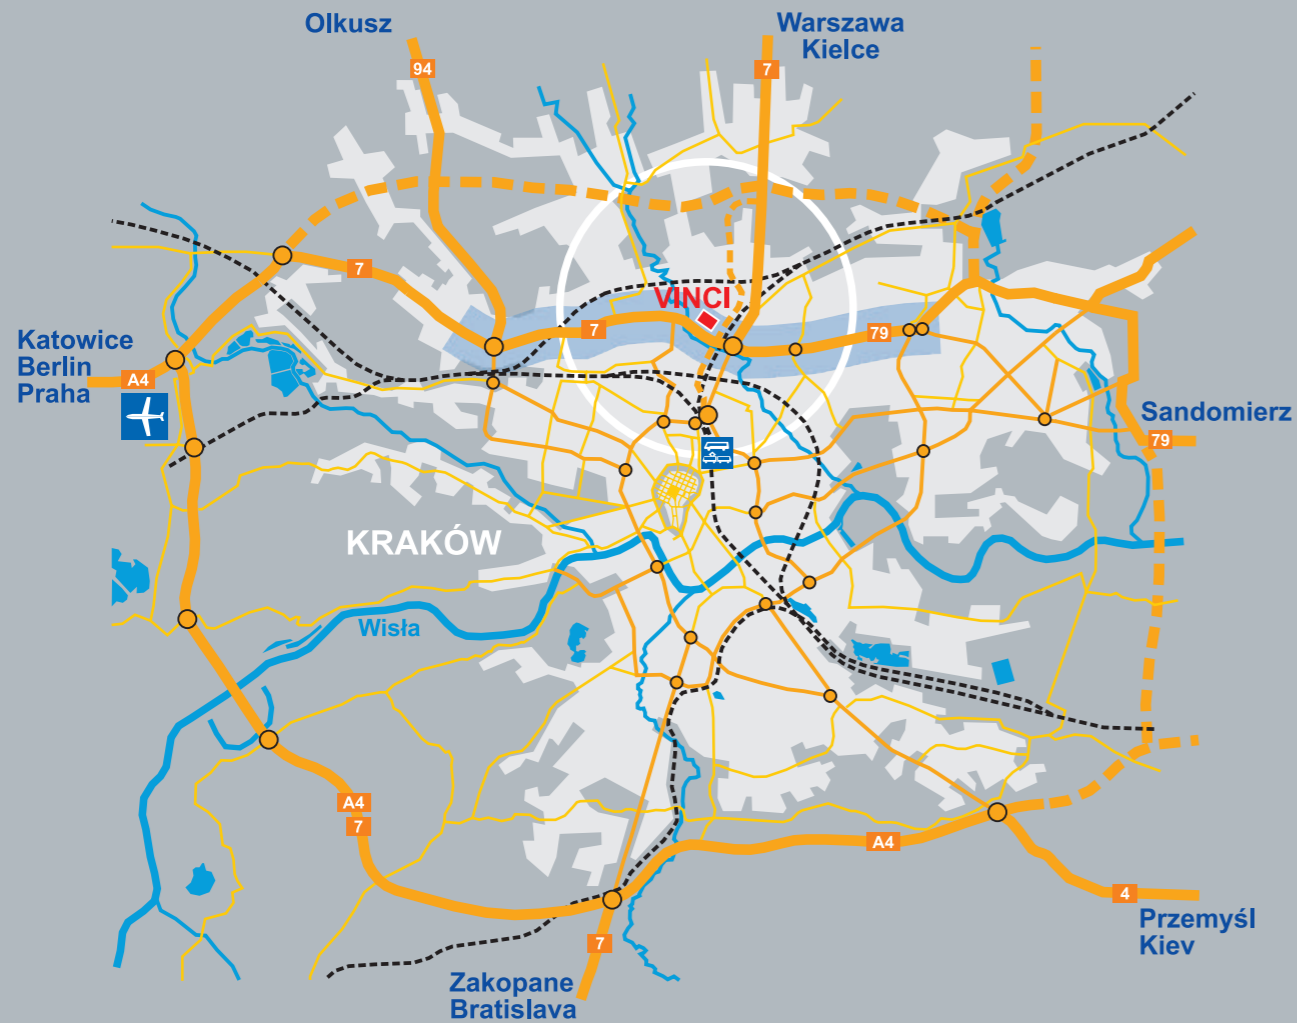 Olkusz
Warszawa
Kielce
94
7
7
VINCI
7
79
Katowice
Berlin
Praha
A4
Sandomierz
79
KRAKÓW
Wisła
A4
7
A4
4
Przemyśl
Kiev
7
Zakopane
Bratislava